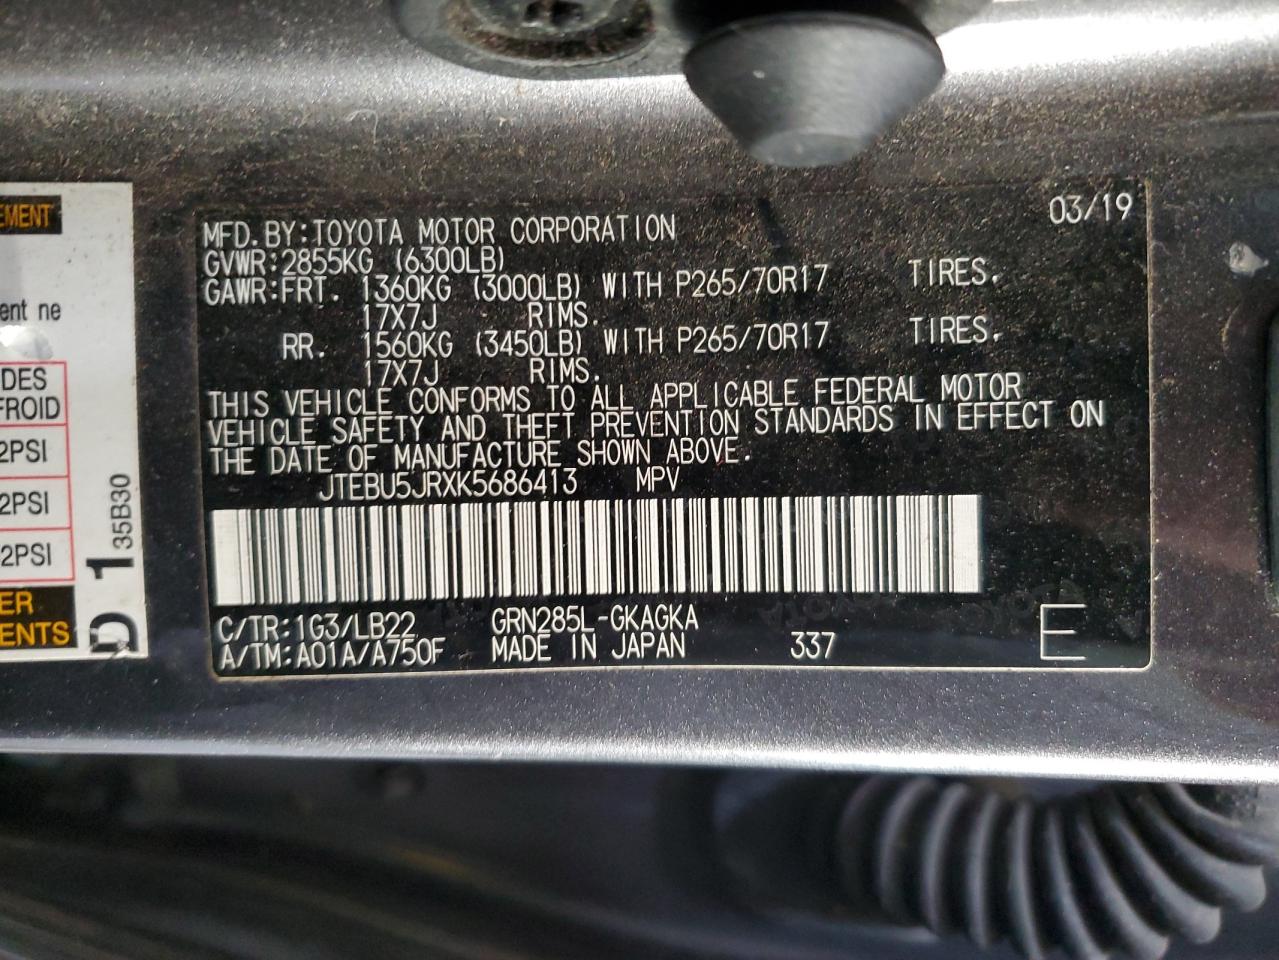 03/19
MFD. BY: TOYOTA MOTOR CORPORATION
GVWR: 2855KG (6300LB)
GAWR: FRT. 1360KG (3000LB) WITH P265/70R17 TIRES.
17X7J RIMS.
RR. 1560KG (3450LB) WITH P265/70R17 TIRES.
17X7J RIMS.
THIS VEHICLE CONFORMS TO ALL APPLICABLE FEDERAL MOTOR
VEHICLE SAFETY AND THEFT PREVENTION STANDARDS IN EFFECT ON
THE DATE OF MANUFACTURE SHOWN ABOVE.
JTEBU5JRXK5686413 MPV
C/TR: 1G3/LB22 GRN285L-GKAGKA
A/TM: A01A/A750F MADE IN JAPAN 337 E
EMENT
ent ne
DES
FROID
2PSI
2PSI
2PSI
ER
ENTS
D1
35B30